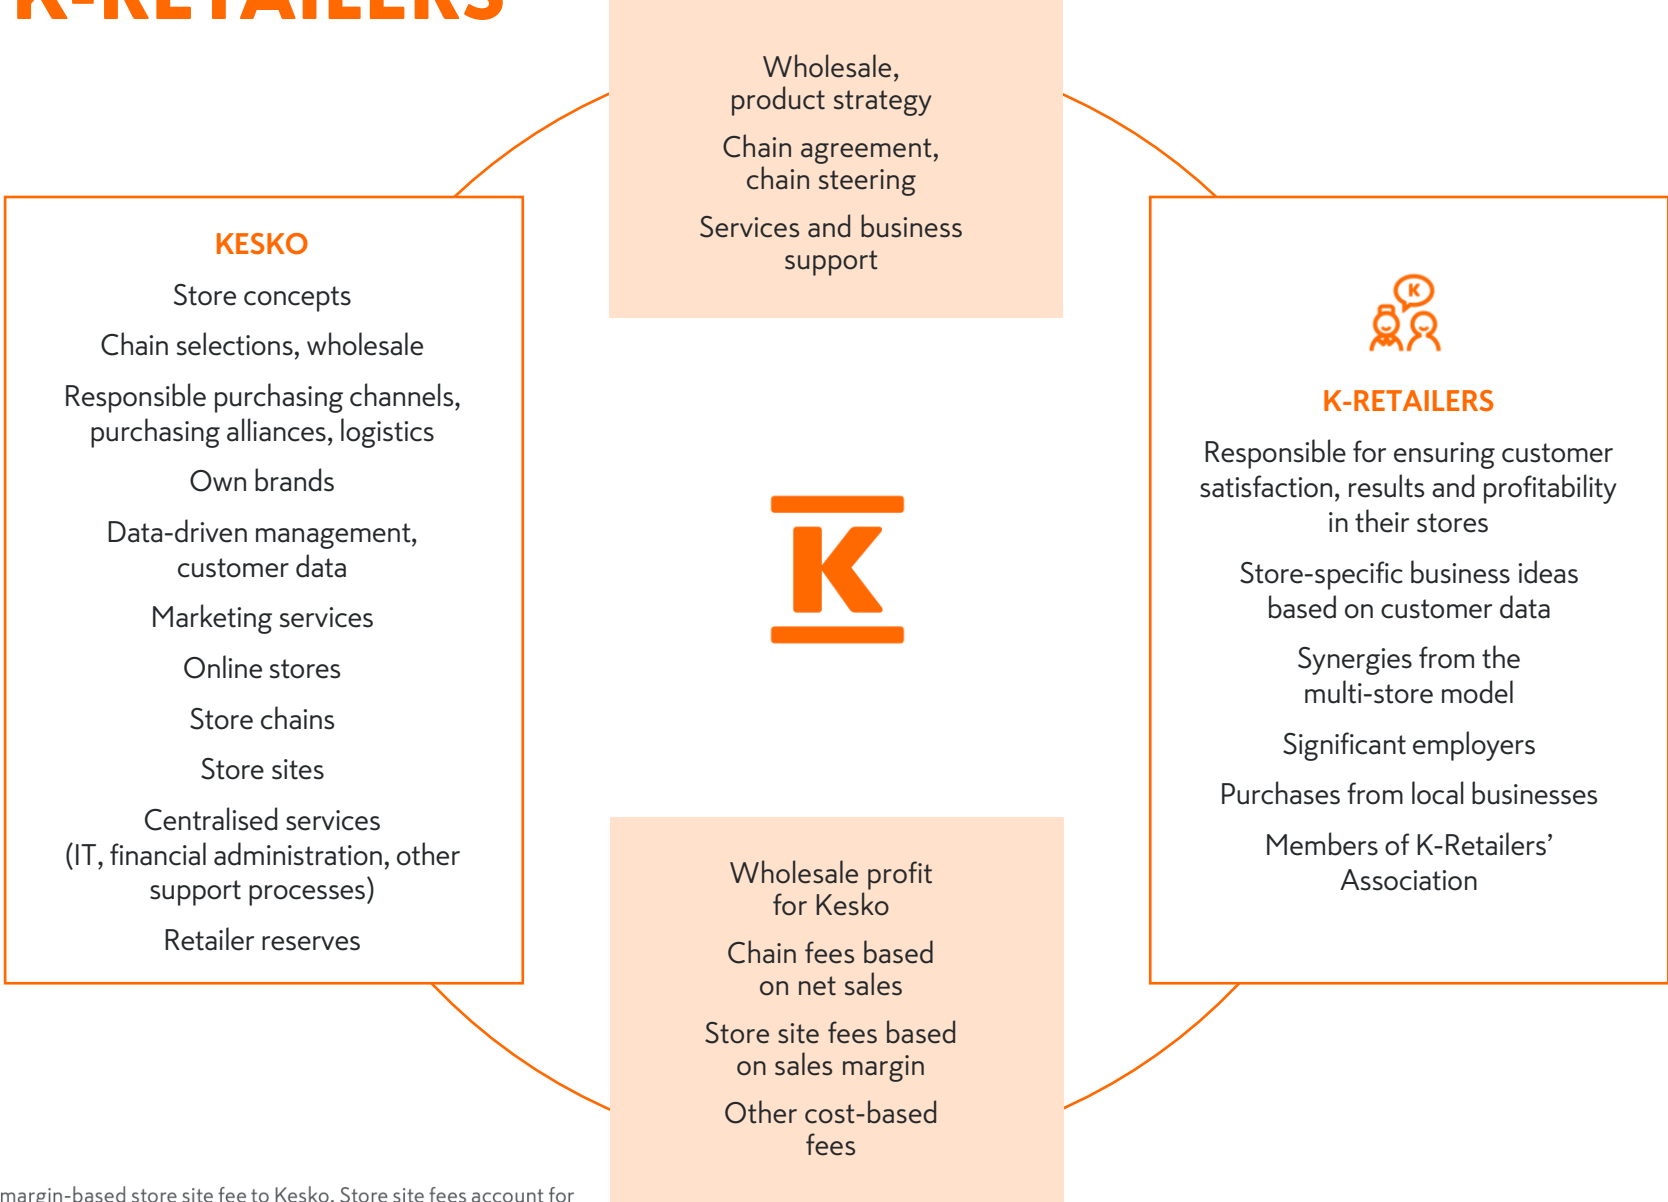 K-RETAILERS
Wholesale,
product strategy
Chain agreement,
chain steering
Services and business
support
KESKO
Store concepts
Chain selections, wholesale
Responsible purchasing channels,
purchasing alliances, logistics
Own brands
Data-driven management,
customer data
Marketing services
Online stores
Store chains
Store sites
Centralised services
(IT, financial administration, other
support processes)
Retailer reserves
K
K
K-RETAILERS
Responsible for ensuring customer
satisfaction, results and profitability
in their stores
Store-specific business ideas
based on customer data
Synergies from the
multi-store model
Significant employers
Purchases from local businesses
Members of K-Retailers’
Association
Wholesale profit
for Kesko
Chain fees based
on net sales
Store site fees based
on sales margin
Other cost-based
fees
margin-based store site fee to Kesko. Store site fees account for